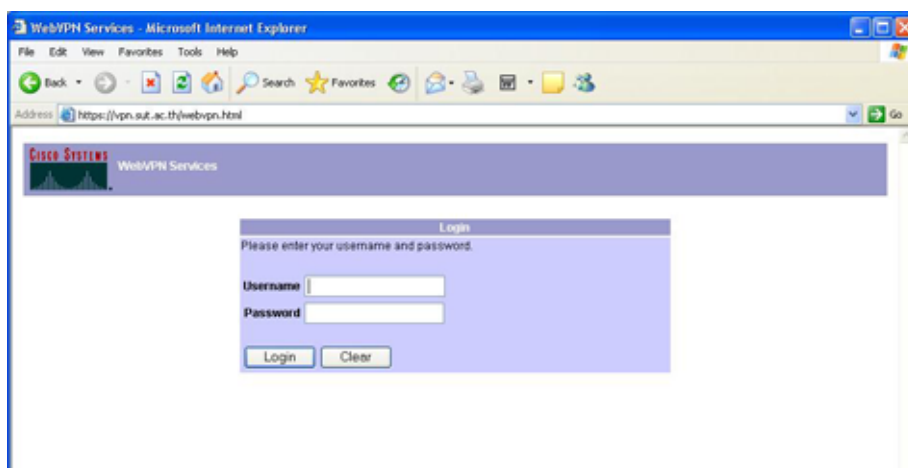 WebVPN Services - Microsoft Internet Explorer
File Edit View Favorites Tools Help
Back Search Favorites
Address https://vpn.sut.ac.th/webvpn.html Go
CISCO SYSTEMS
WebVPN Services
Login
Please enter your username and password.
Username
Password
Login Clear